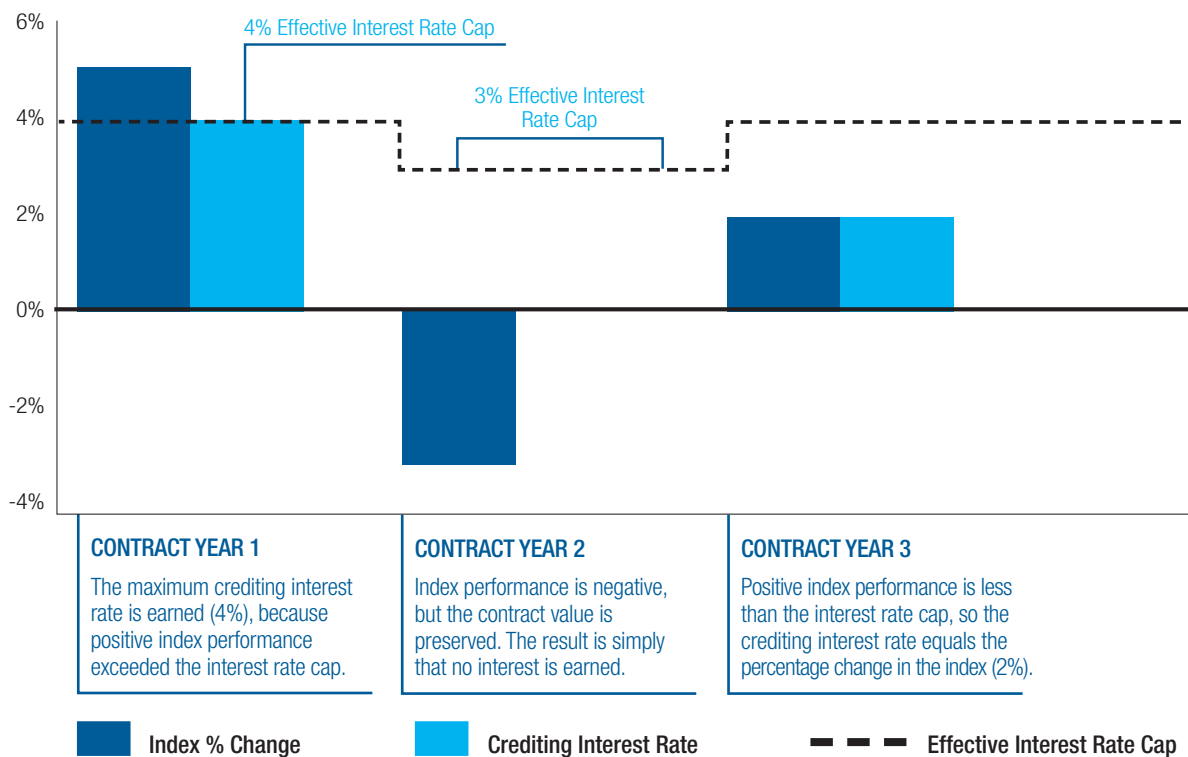 6%
4% Effective Interest Rate Cap
3% Effective Interest
Rate Cap
4%
2%
0%
-2%
-4%
CONTRACT YEAR 1
The maximum crediting interest
rate is earned (4%), because
positive index performance
exceeded the interest rate cap.
CONTRACT YEAR 2
Index performance is negative,
but the contract value is
preserved. The result is simply
that no interest is earned.
CONTRACT YEAR 3
Positive index performance is less
than the interest rate cap, so the
crediting interest rate equals the
percentage change in the index (2%).
Index % Change
Crediting Interest Rate
Effective Interest Rate Cap